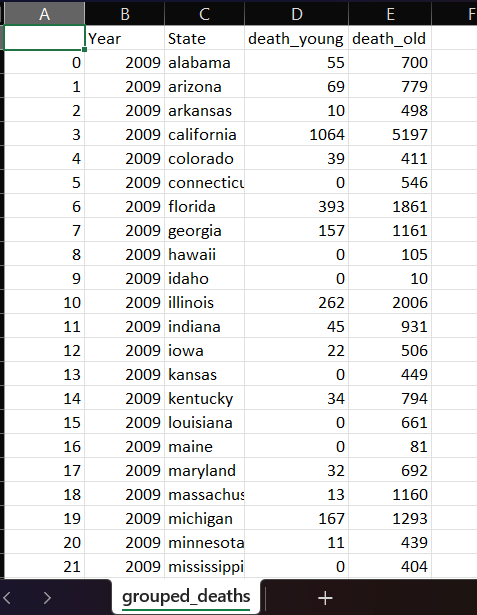 A B C D E F
Year State death_young death_old
0 2009 alabama 55 700
1 2009 arizona 69 779
2 2009 arkansas 10 498
3 2009 california 1064 5197
4 2009 colorado 39 411
5 2009 connecticu 0 546
6 2009 florida 393 1861
7 2009 georgia 157 1161
8 2009 hawaii 0 105
9 2009 idaho 0 10
10 2009 illinois 262 2006
11 2009 indiana 45 931
12 2009 iowa 22 506
13 2009 kansas 0 449
14 2009 kentucky 34 794
15 2009 louisiana 0 661
16 2009 maine 0 81
17 2009 maryland 32 692
18 2009 massachus 13 1160
19 2009 michigan 167 1293
20 2009 minnesota 11 439
21 2009 mississippi 0 404
grouped_deaths +